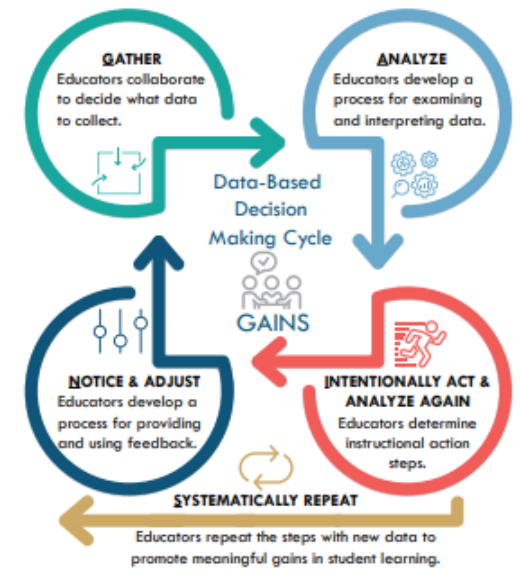 GATHER
Educators collaborate
to decide what data
to collect.
ANALYZE
Educators develop a
process for examining
and interpreting data.
Data-Based
Decision
Making Cycle
GAINS
NOTICE & ADJUST
Educators develop a
process for providing
and using feedback.
INTENTIONALLY ACT &
ANALYZE AGAIN
Educators determine
instructional action
steps.
SYSTEMATICALLY REPEAT
Educators repeat the steps with new data to
promote meaningful gains in student learning.